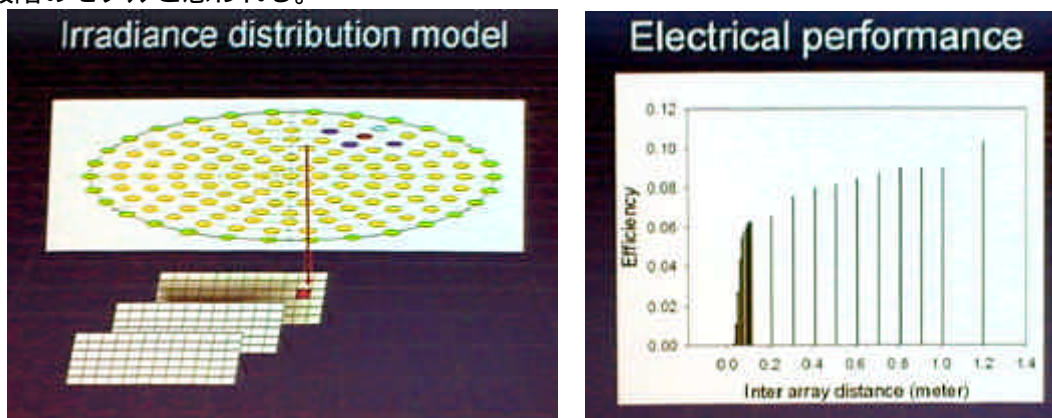 Irradiance distribution model
Electrical performance
0.12
0.10
0.08
0.06
0.04
0.02
0.00
Efficiency
0.0 0.2 0.4 0.6 0.8 1.0 1.2 1.4
Inter array distance (meter)